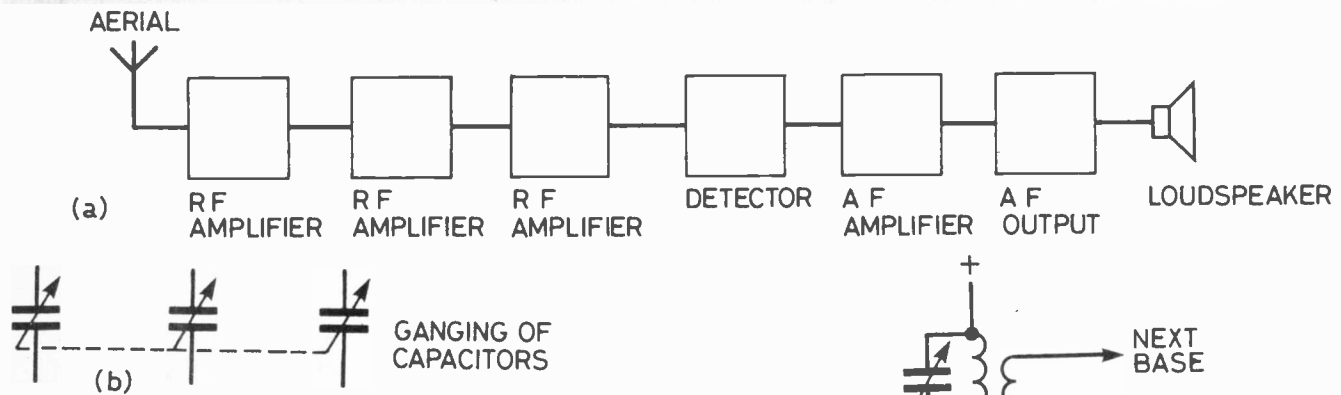 AERIAL
(a)
R F
AMPLIFIER
R F
AMPLIFIER
R F
AMPLIFIER
DETECTOR
A F
AMPLIFIER
A F
OUTPUT
LOUDSPEAKER
(b)
GANGING OF
CAPACITORS
+
NEXT
BASE